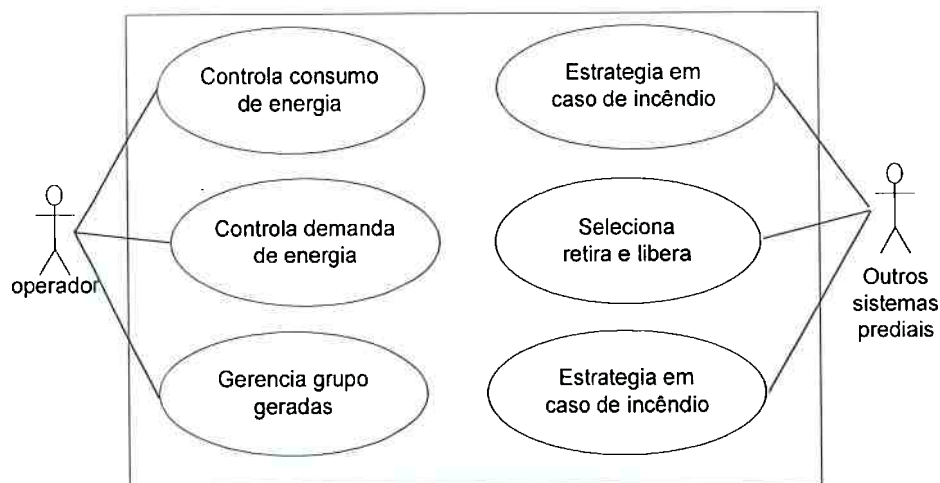 Controla consumo
de energia
Estrategia em
caso de incêndio
Controla demanda
de energia
Seleciona
retira e libera
operador
Outros
sistemas
prediais
Gerencia grupo
geradas
Estrategia em
caso de incêndio